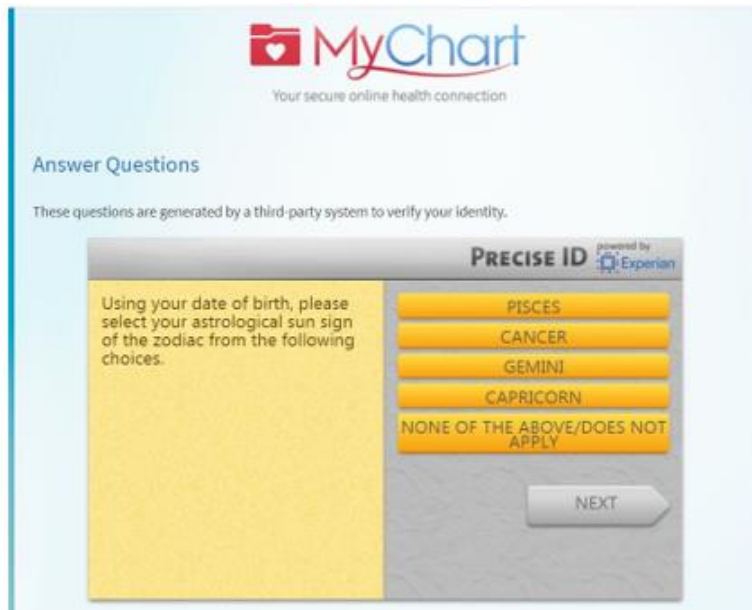 MyChart
Your secure online health connection
Answer Questions
These questions are generated by a third-party system to verify your identity.
PRECISE ID
powered by
Experian
Using your date of birth, please
select your astrological sun sign
of the zodiac from the following
choices.
PISCES
CANCER
GEMINI
CAPRICORN
NONE OF THE ABOVE/DOES NOT
APPLY
NEXT